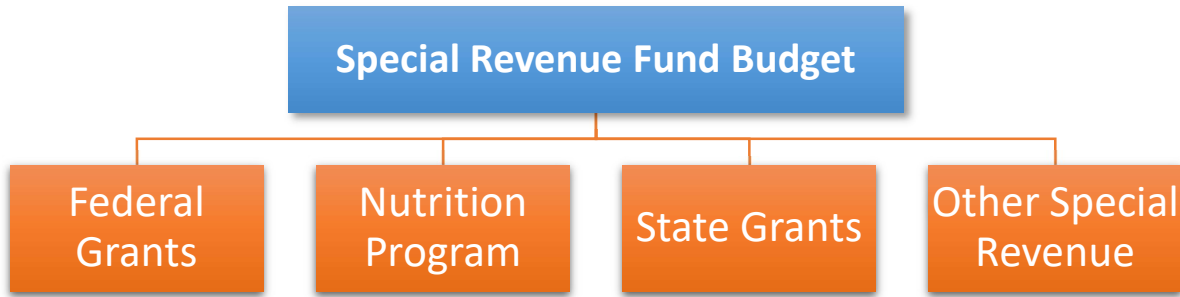 Special Revenue Fund Budget
Federal
Grants
Nutrition
Program
State Grants
Other Special
Revenue